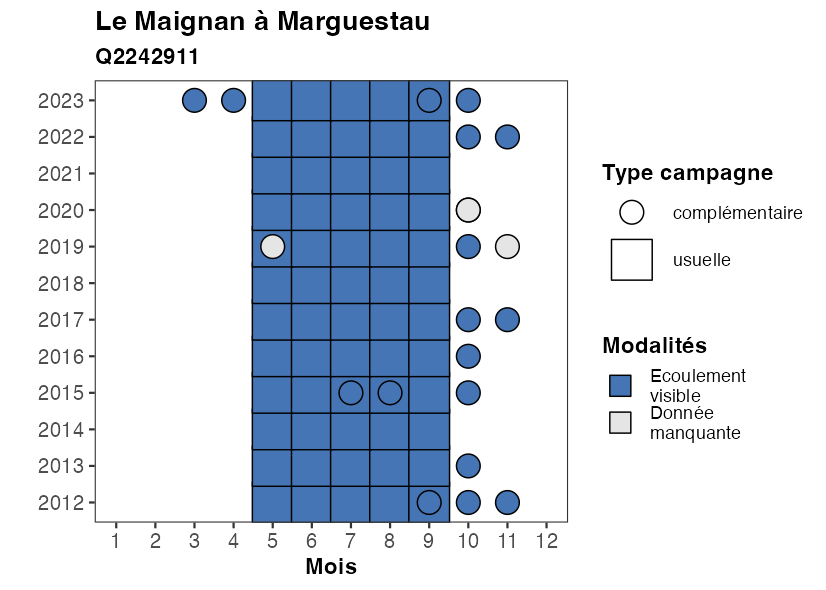 Le Maignan à Marguestau
Q2242911
2023
2022
2021
2020
2019
2018
2017
2016
2015
2014
2013
2012
1 2 3 4 5 6 7 8 9 10 11 12
Mois
Type campagne
complémentaire
usuelle
Modalités
Ecoulement
visible
Donnée
manquante